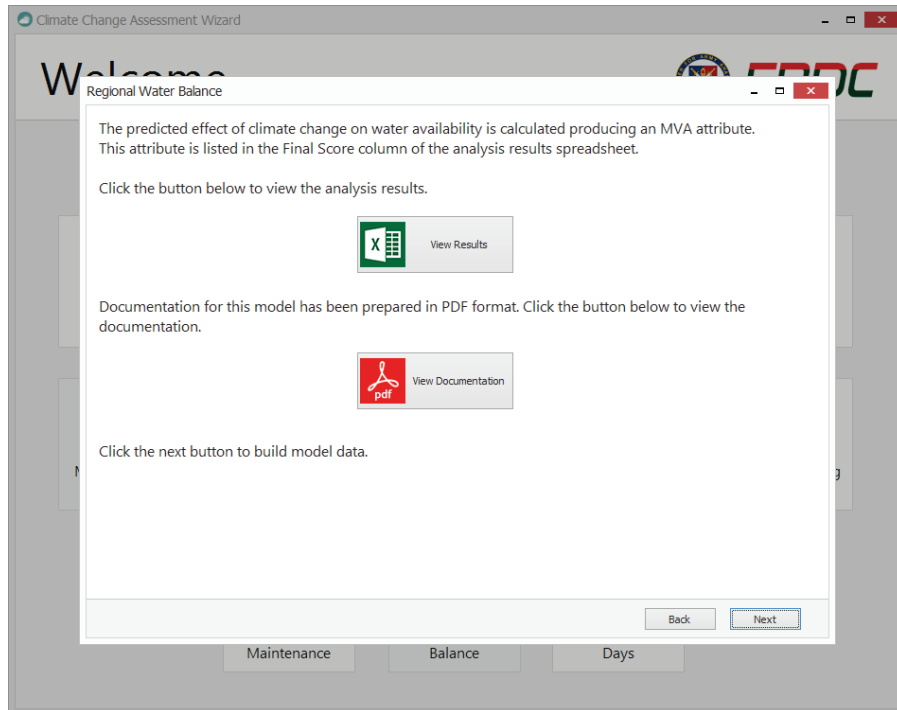 Climate Change Assessment Wizard
Welcome
Regional Water Balance
The predicted effect of climate change on water availability is calculated producing an MVA attribute.
This attribute is listed in the Final Score column of the analysis results spreadsheet.
Click the button below to view the analysis results.
X
View Results
Documentation for this model has been prepared in PDF format. Click the button below to view the
documentation.
pdf
View Documentation
Click the next button to build model data.
Back
Next
Maintenance
Balance
Days